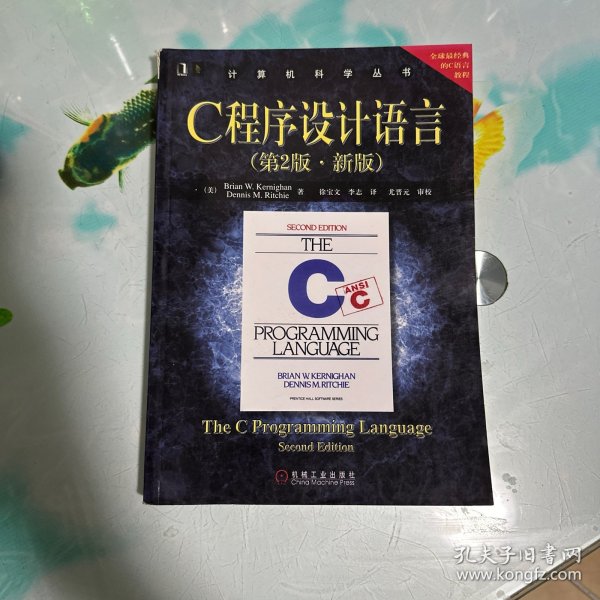 计算机科学丛书
全球最经典
的C语言
教程
C程序设计语言
(第2版·新版)
(美) Brian W. Kernighan
Dennis M. Ritchie 著 徐宝文 李志 译 尤晋元 审校
SECOND EDITION
THE
C
ANSI
C
PROGRAMMING
LANGUAGE
BRIAN W. KERNIGHAN
DENNIS M. RITCHIE
PRENTICE HALL SOFTWARE SERIES
The C Programming Language
Second Edition
机械工业出版社
China Machine Press
孔夫子旧书网
www.kongfz.com